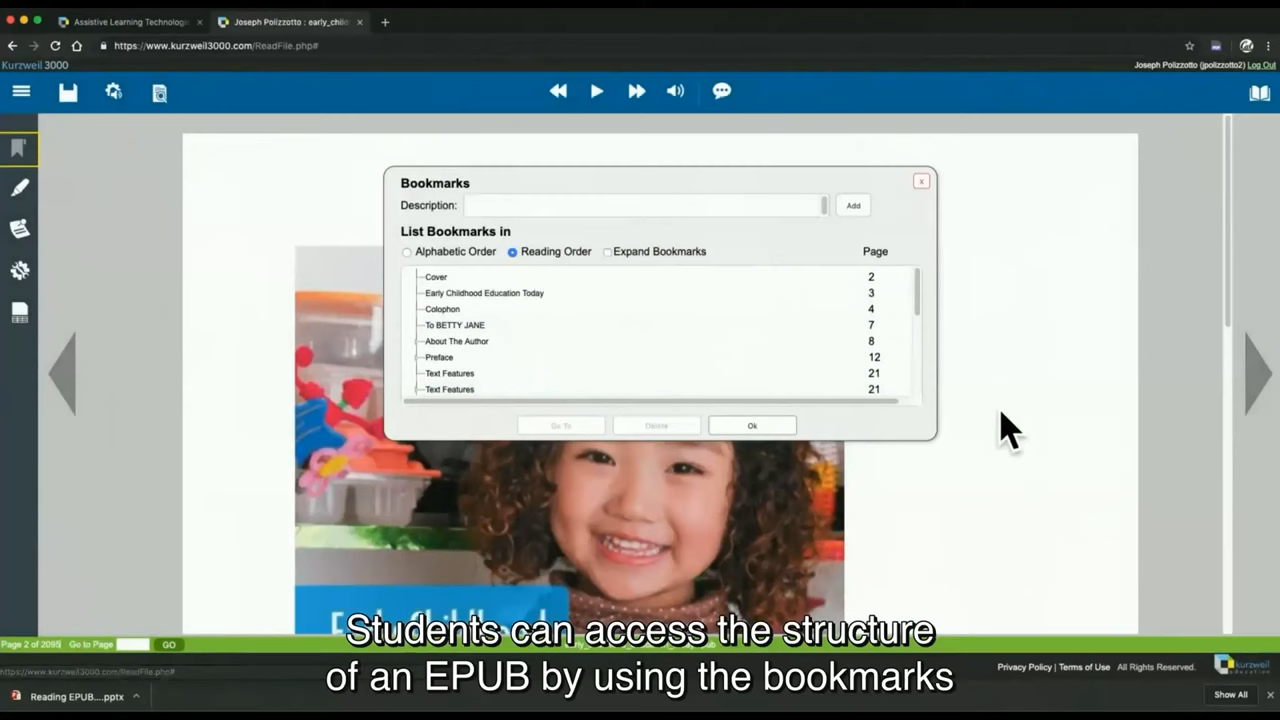 Assistive Learning Technologi
Joseph Polizzotto : early_child
https://www.kurzweil3000.com/ReadFile.php#
Kurzweil 3000
Joseph Polizzotto (jpolizzotto2) Log Out
Bookmarks
Description:
Add
List Bookmarks in
Alphabetic Order
Reading Order
Expand Bookmarks
Page
Cover 2
Early Childhood Education Today 3
Colophon 4
To BETTY JANE 7
About The Author 8
Preface 12
Text Features 21
Text Features 21
Go To
Delete
Ok
Students can access the structure
of an EPUB by using the bookmarks
Page 2 of 2095
Go to Page
GO
https://www.kurzweil3000.com/ReadFile.php#
Privacy Policy | Terms of Use All Rights Reserved.
kurzweil
education
Reading EPUB....pptx
Show All